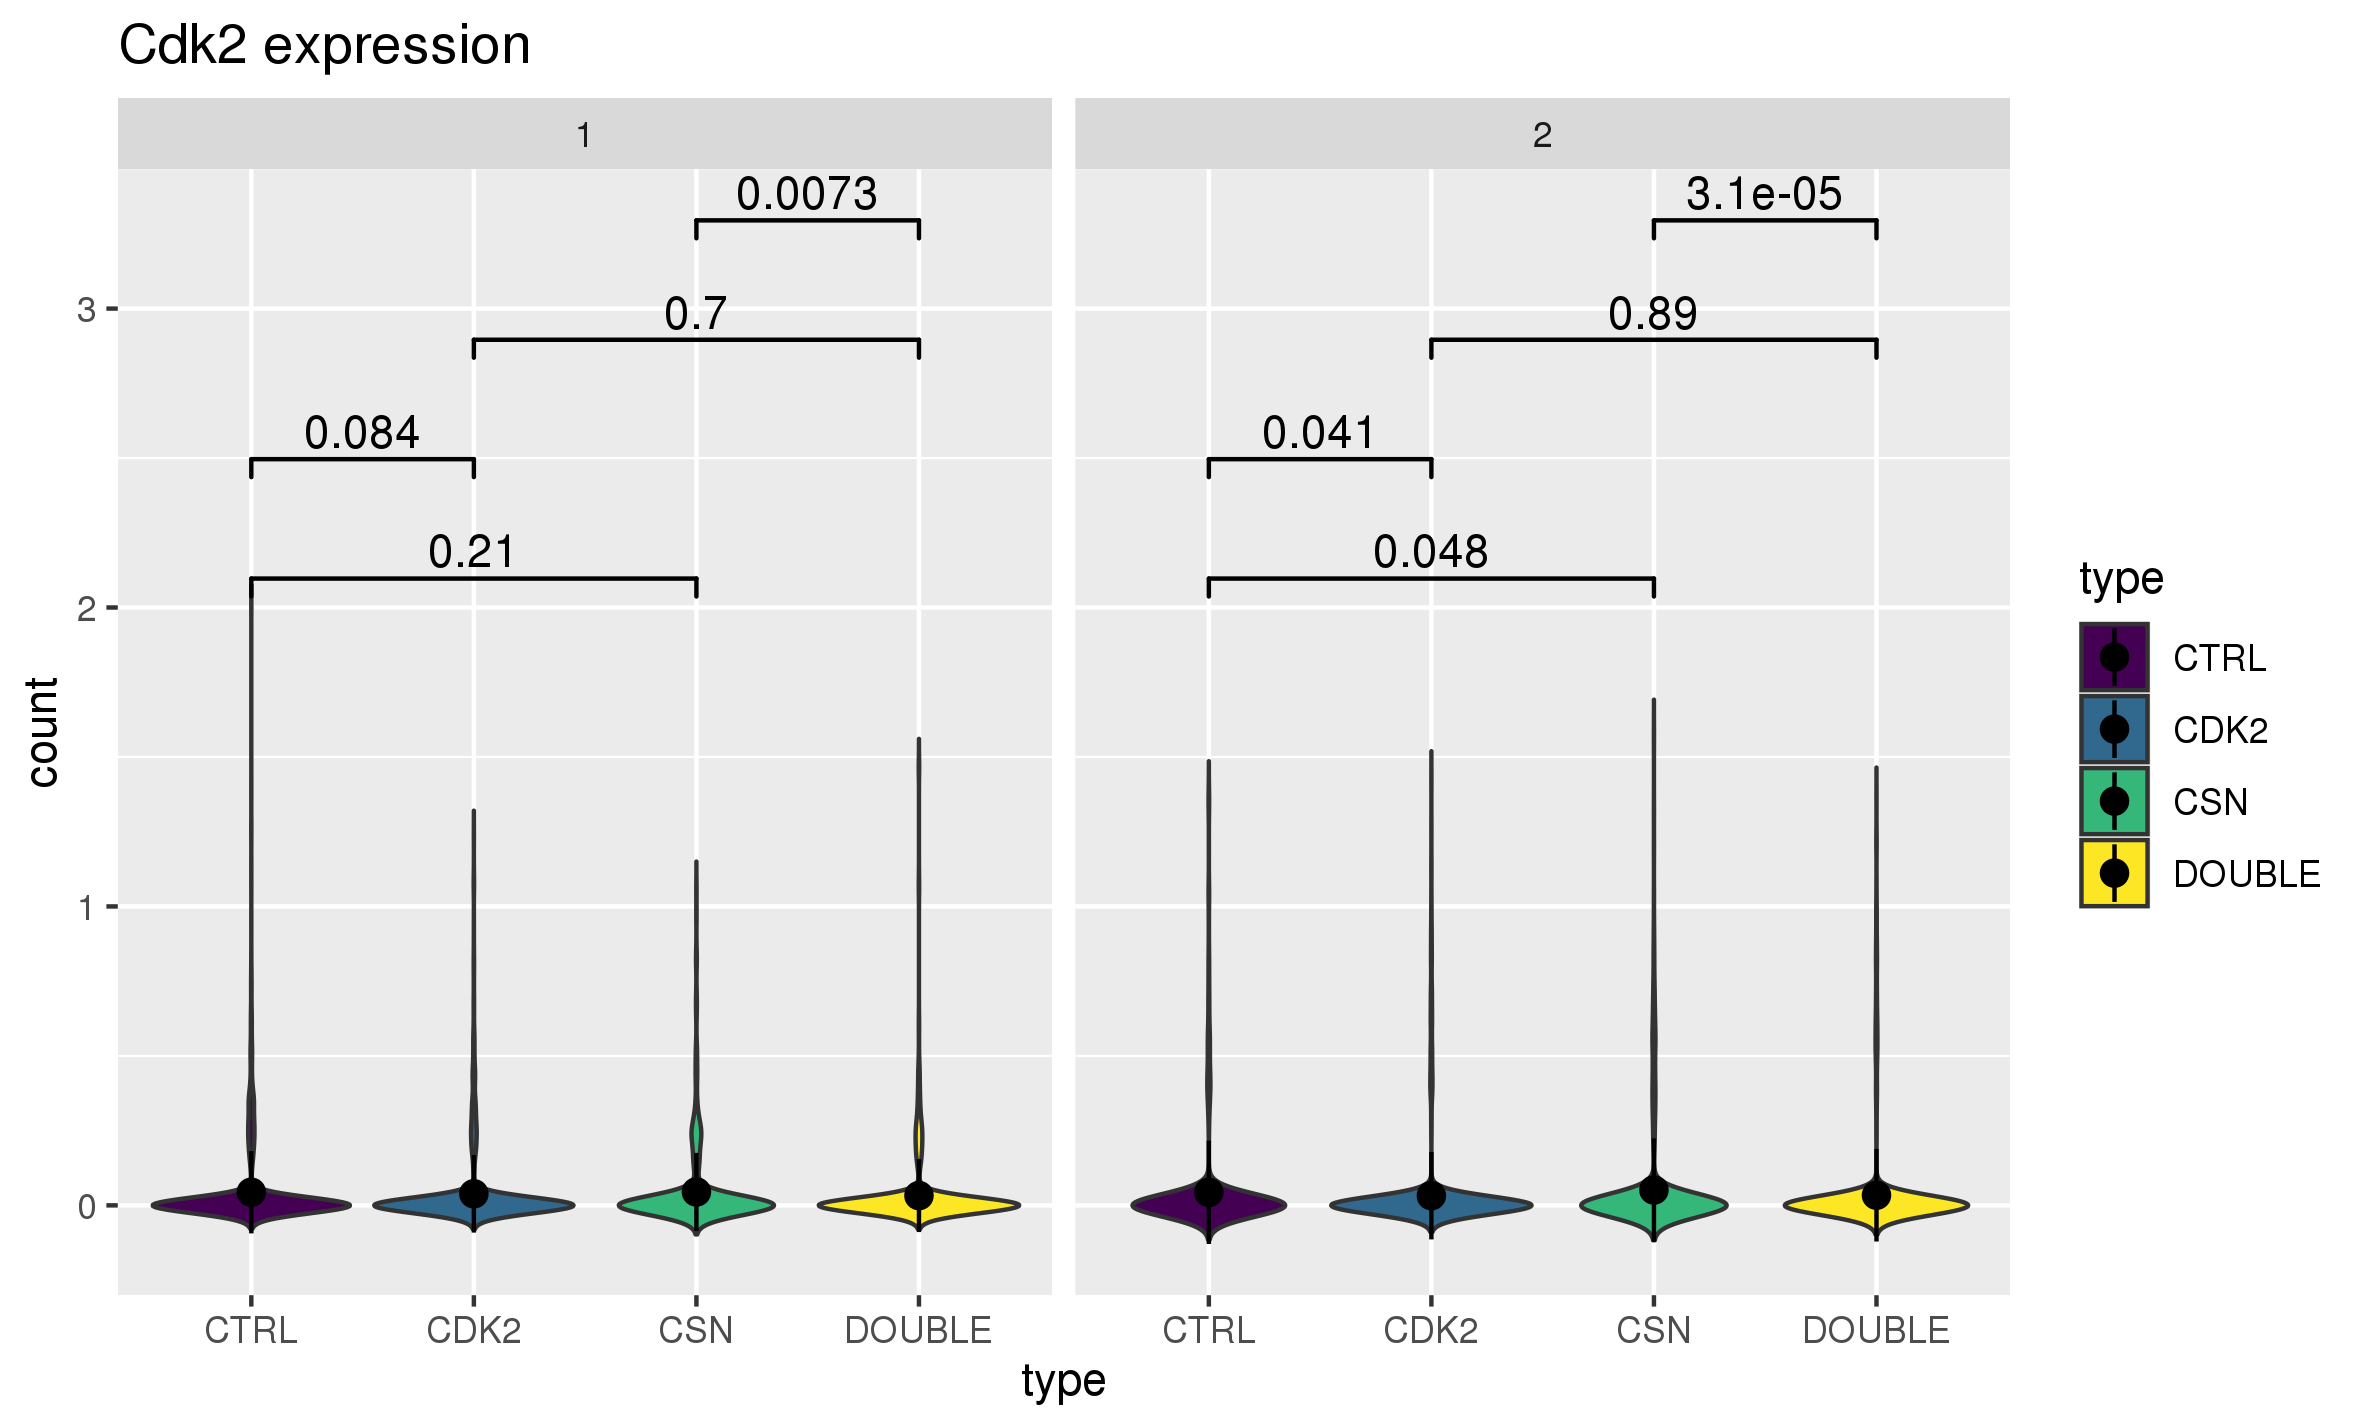 Cdk2 expression
1
2
0.0073
3.1e-05
0.7
0.89
0.084
0.041
0.21
0.048
3
2
1
0
count
CTRL
CDK2
CSN
DOUBLE
CTRL
CDK2
CSN
DOUBLE
type
type
CTRL
CDK2
CSN
DOUBLE